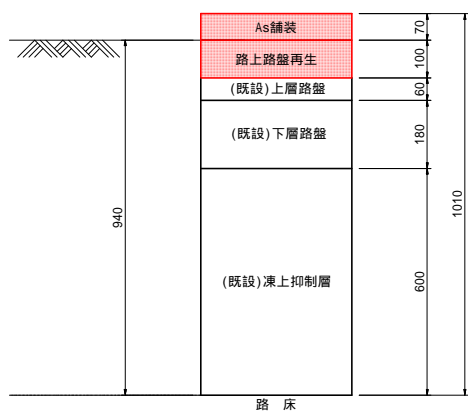 As舗装
路上路盤再生
(既設)上層路盤
(既設)下層路盤
(既設)凍上抑制層
路 床
940
70
100
60
180
600
1010